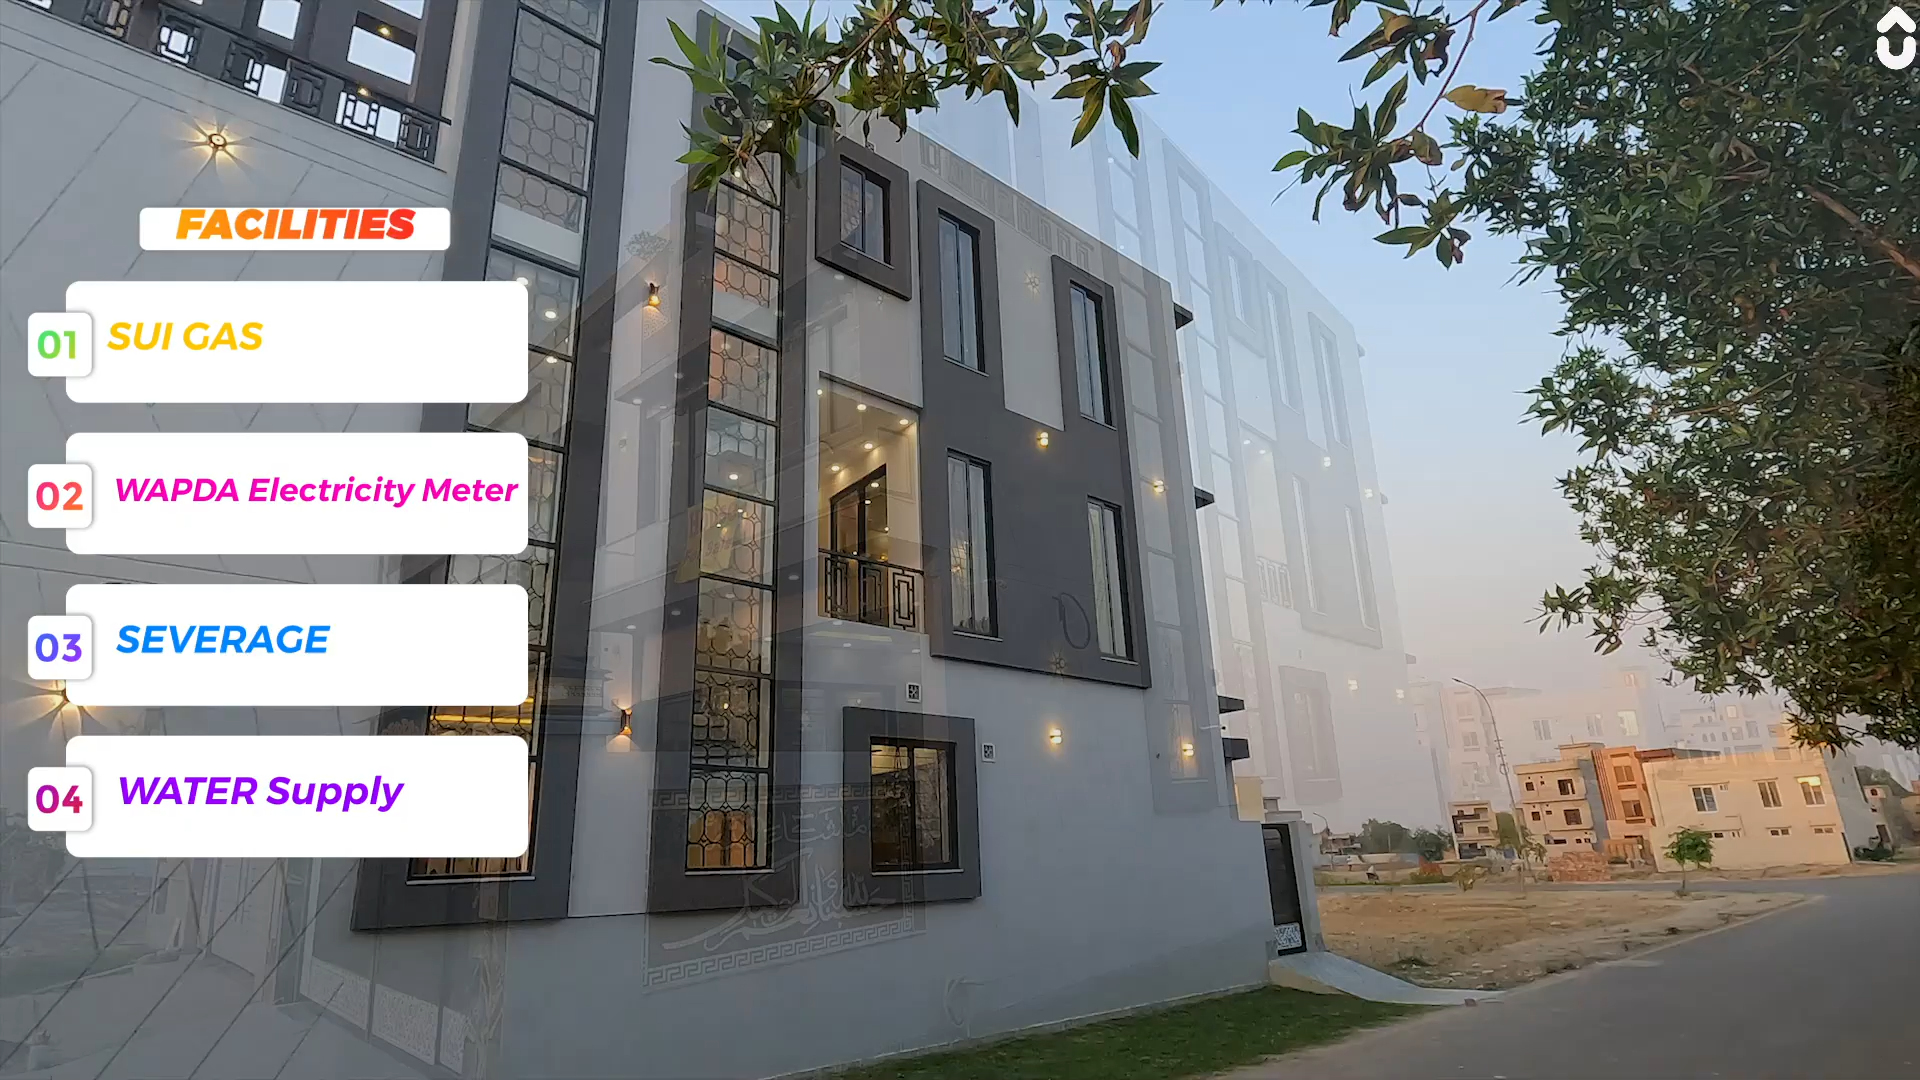 FACILITIES
01
SUI GAS
02
WAPDA Electricity Meter
03
SEVERAGE
04
WATER Supply